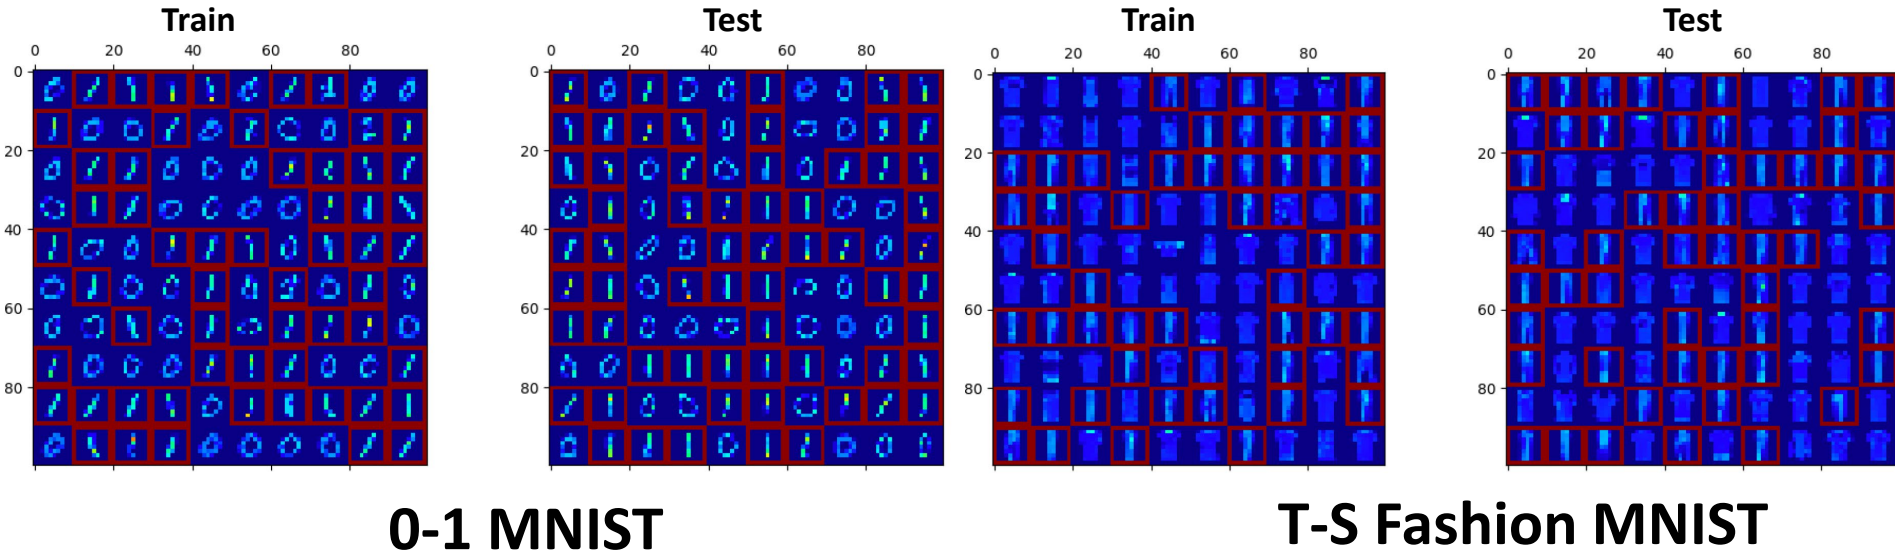 Train Test Train Test
0 20 40 60 80 0 20 40 60 80 0 20 40 60 80 0 20 40 60 80
0 0 0 0
20 20 20 20
40 40 40 40
60 60 60 60
80 80 80 80
0-1 MNIST T-S Fashion MNIST